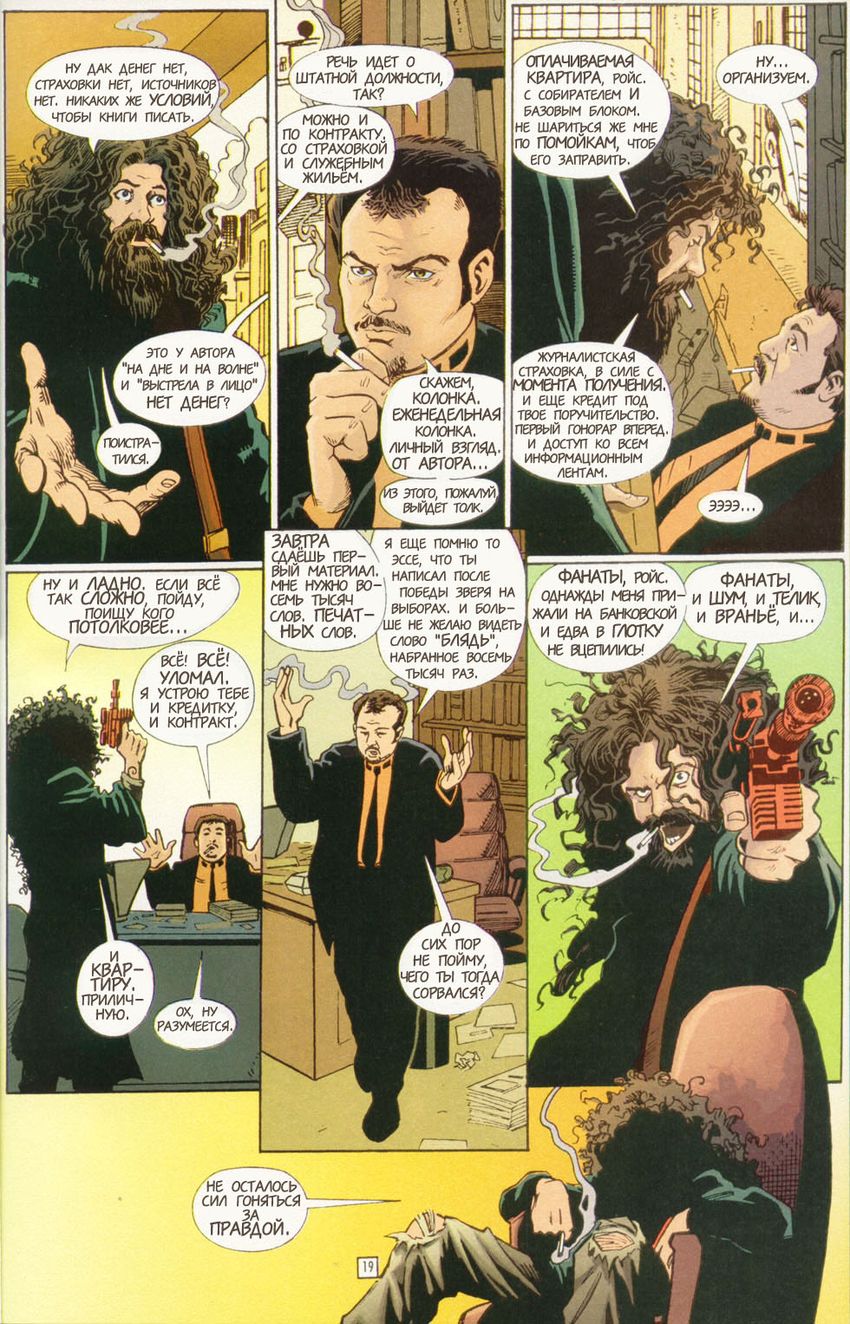 НУ ДАК ДЕНЕГ НЕТ,
СТРАХОВКИ НЕТ, ИСТОЧНИКОВ
НЕТ. НИКАКИХ ЖЕ УСЛОВИЙ,
ЧТОБЫ КНИГИ ПИСАТЬ.
ЭТО У АВТОРА
"НА ДНЕ И НА ВОЛНЕ"
И "ВЫСТРЕЛА В ЛИЦО"
НЕТ ДЕНЕГ?
ПОИСТРА-
ТИЛСЯ.
РЕЧЬ ИДЕТ О
ШТАТНОЙ ДОЛЖНОСТИ,
ТАК?
МОЖНО И
ПО КОНТРАКТУ,
СО СТРАХОВКОЙ
И СЛУЖЕБНЫМ
ЖИЛЬЁМ.
СКАЖЕМ,
КОЛОНКА.
ЕЖЕНЕДЕЛЬНАЯ
КОЛОНКА.
ЛИЧНЫЙ ВЗГЛЯД.
ОТ АВТОРА...
ИЗ ЭТОГО, ПОЖАЛУЙ,
ВЫЙДЕТ ТОЛК.
ОПЛАЧИВАЕМАЯ
КВАРТИРА, РОЙС.
С СОБИРАТЕЛЕМ И
БАЗОВЫМ БЛОКОМ.
НЕ ШАРИТЬСЯ ЖЕ МНЕ
ПО ПОМОЙКАМ, ЧТОБ
ЕГО ЗАПРАВИТЬ.
НУ...
ОРГАНИЗУЕМ.
ЖУРНАЛИСТСКАЯ
СТРАХОВКА, В СИЛЕ С
МОМЕНТА ПОЛУЧЕНИЯ.
И ЕЩЕ КРЕДИТ ПОД
ТВОЕ ПОРУЧИТЕЛЬСТВО.
ПЕРВЫЙ ГОНОРАР ВПЕРЕД.
И ДОСТУП КО ВСЕМ
ИНФОРМАЦИОННЫМ
ЛЕНТАМ.
ЭЭЭЭ...
НУ И ЛАДНО. ЕСЛИ ВСЁ
ТАК СЛОЖНО, ПОЙДУ,
ПОИЩУ КОГО
ПОТОЛКОВЕЕ...
ВСЁ! ВСЁ!
УЛОМАЛ.
Я УСТРОЮ ТЕБЕ
И КРЕДИТКУ,
И КОНТРАКТ.
И
КВАР-
ТИРУ.
ПРИЛИЧ-
НУЮ.
ОХ, НУ
РАЗУМЕЕТСЯ.
ЗАВТРА
СДАЁШЬ ПЕР-
ВЫЙ МАТЕРИАЛ.
МНЕ НУЖНО ВО-
СЕМЬ ТЫСЯЧ
СЛОВ. ПЕЧАТ-
НЫХ СЛОВ.
Я ЕЩЕ ПОМНЮ ТО
ЭССЕ, ЧТО ТЫ
НАПИСАЛ ПОСЛЕ
ПОБЕДЫ ЗВЕРЯ НА
ВЫБОРАХ. И БОЛЬ-
ШЕ НЕ ЖЕЛАЮ ВИДЕТЬ
СЛОВО "БЛЯДЬ",
НАБРАННОЕ ВОСЕМЬ
ТЫСЯЧ РАЗ.
ДО
СИХ ПОР
НЕ ПОЙМУ,
ЧЕГО ТЫ ТОГДА
СОРВАЛСЯ?
ФАНАТЫ, РОЙС.
ОДНАЖДЫ МЕНЯ ПРИ-
ЖАЛИ НА БАНКОВСКОЙ
И ЕДВА В ГЛОТКУ
НЕ ВЦЕПИЛИСЬ!
ФАНАТЫ,
И ШУМ, И ТЕЛИК,
И ВРАНЬЁ, И...
НЕ ОСТАЛОСЬ
СИЛ ГОНЯТЬСЯ
ЗА
ПРАВДОЙ.
19